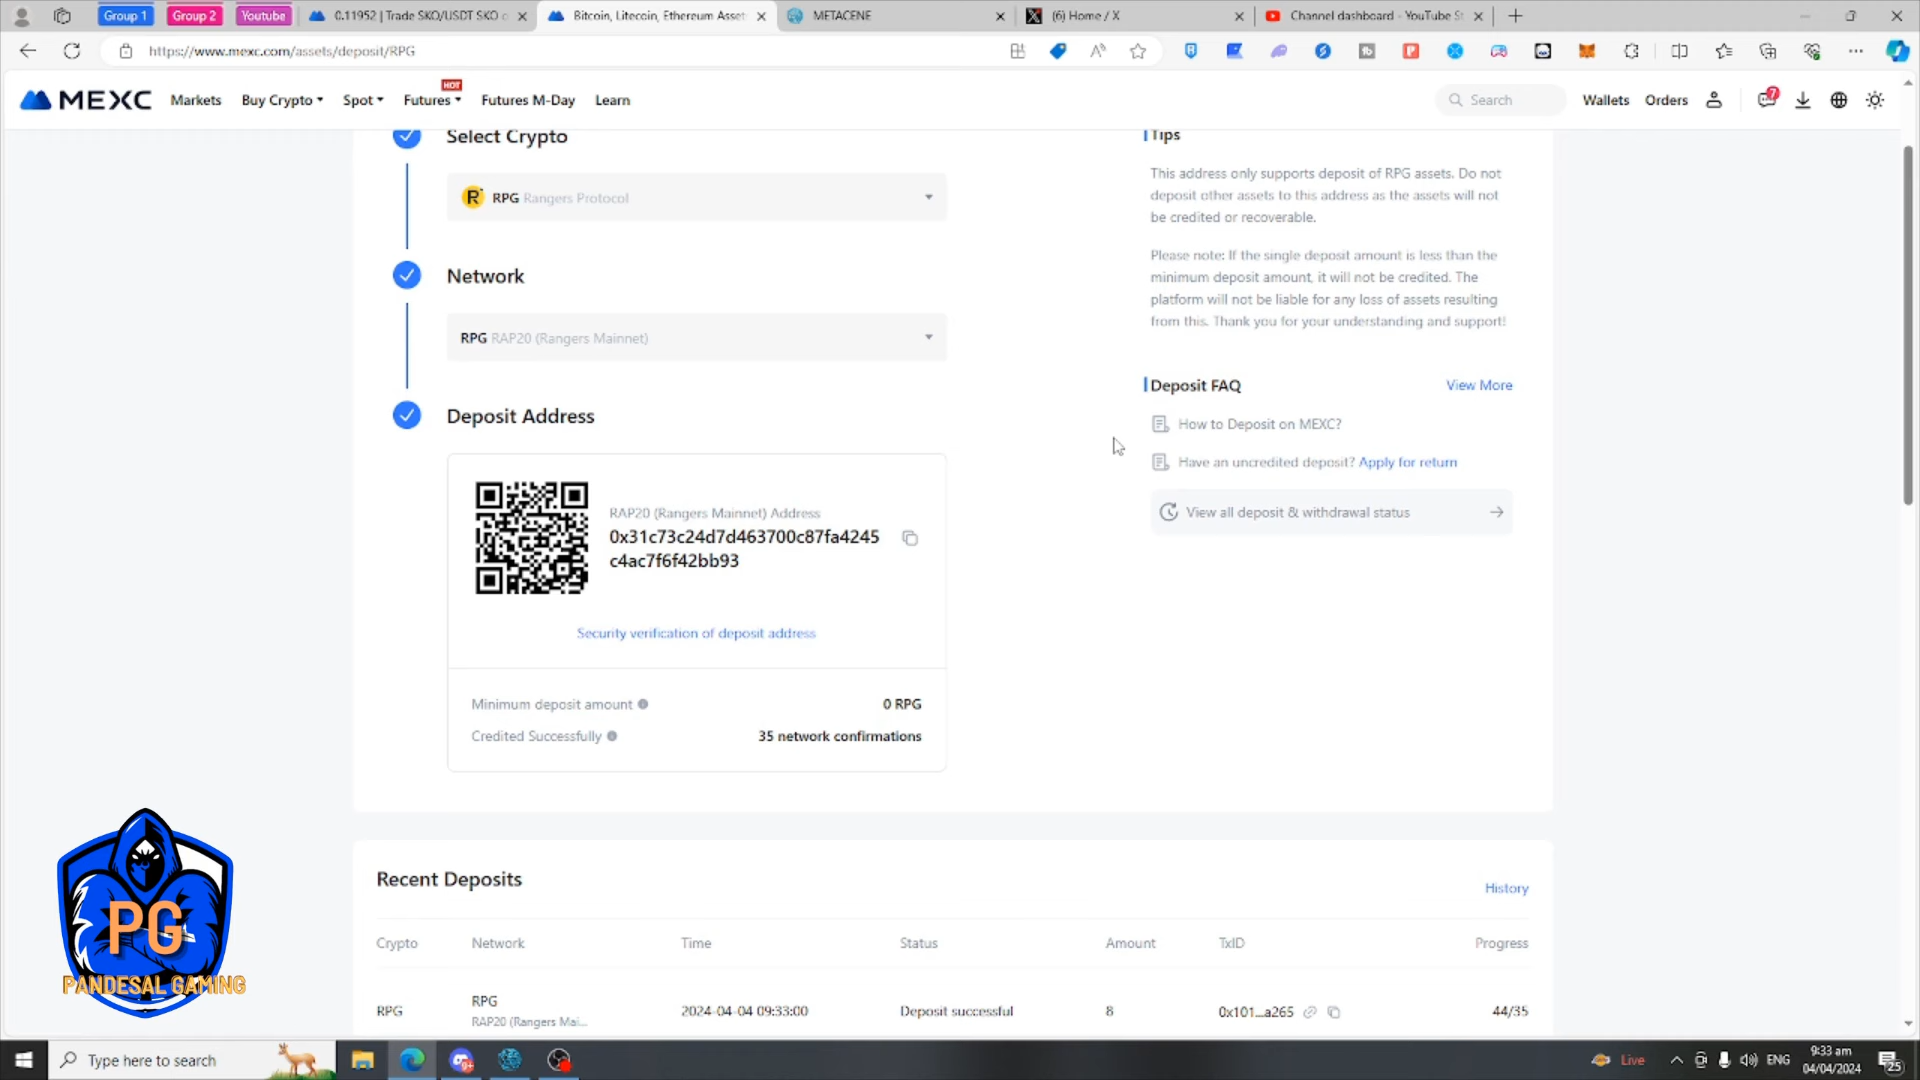 Group 1
Group 2
Youtube
0.11952 | Trade SKO/USDT SKO
Bitcoin, Litecoin, Ethereum Asset
METACENE
(6) Home / X
Channel dashboard - YouTube St
https://www.mexc.com/assets/deposit/RPG
MEXC
Markets
Buy Crypto
Spot
HOT
Futures
Futures M-Day
Learn
Search
Wallets
Orders
7
Select Crypto
RPG Rangers Protocol
Network
RPG RAP20 (Rangers Mainnet)
Deposit Address
RAP20 (Rangers Mainnet) Address
0x31c73c24d7d463700c87fa4245
c4ac7f6f42bb93
Security verification of deposit address
Minimum deposit amount
0 RPG
Credited Successfully
35 network confirmations
Tips
This address only supports deposit of RPG assets. Do not
deposit other assets to this address as the assets will not
be credited or recoverable.
Please note: If the single deposit amount is less than the
minimum deposit amount, it will not be credited. The
platform will not be liable for any loss of assets resulting
from this. Thank you for your understanding and support!
Deposit FAQ
View More
How to Deposit on MEXC?
Have an uncredited deposit? Apply for return
View all deposit & withdrawal status
Recent Deposits
History
Crypto
Network
Time
Status
Amount
TxID
Progress
RPG
RPG
RAP20 (Rangers Mai...
2024-04-04 09:33:00
Deposit successful
8
0x101...a265
44/35
PG
PANDESAL GAMING
Type here to search
Live
ENG
9:33 am
04/04/2024
25